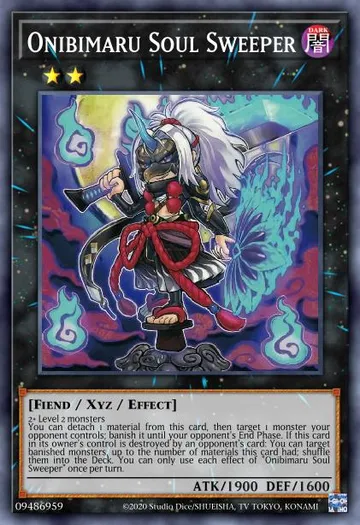 ONIBIMARU SOUL SWEEPER
DARK
闇
[FIEND / XYZ / EFFECT]
2+ Level 2 monsters
You can detach 1 material from this card, then target 1 monster your
opponent controls; banish it until your opponent's End Phase. If this card
in its owner's control is destroyed by an opponent's card: You can target
banished monsters, up to the number of materials this card had; shuffle
them into the Deck. You can only use each effect of "Onibimaru Soul
Sweeper" once per turn.
ATK/1900 DEF/1600
09486959
©2020 Studio Dice/SHUEISHA, TV TOKYO, KONAMI